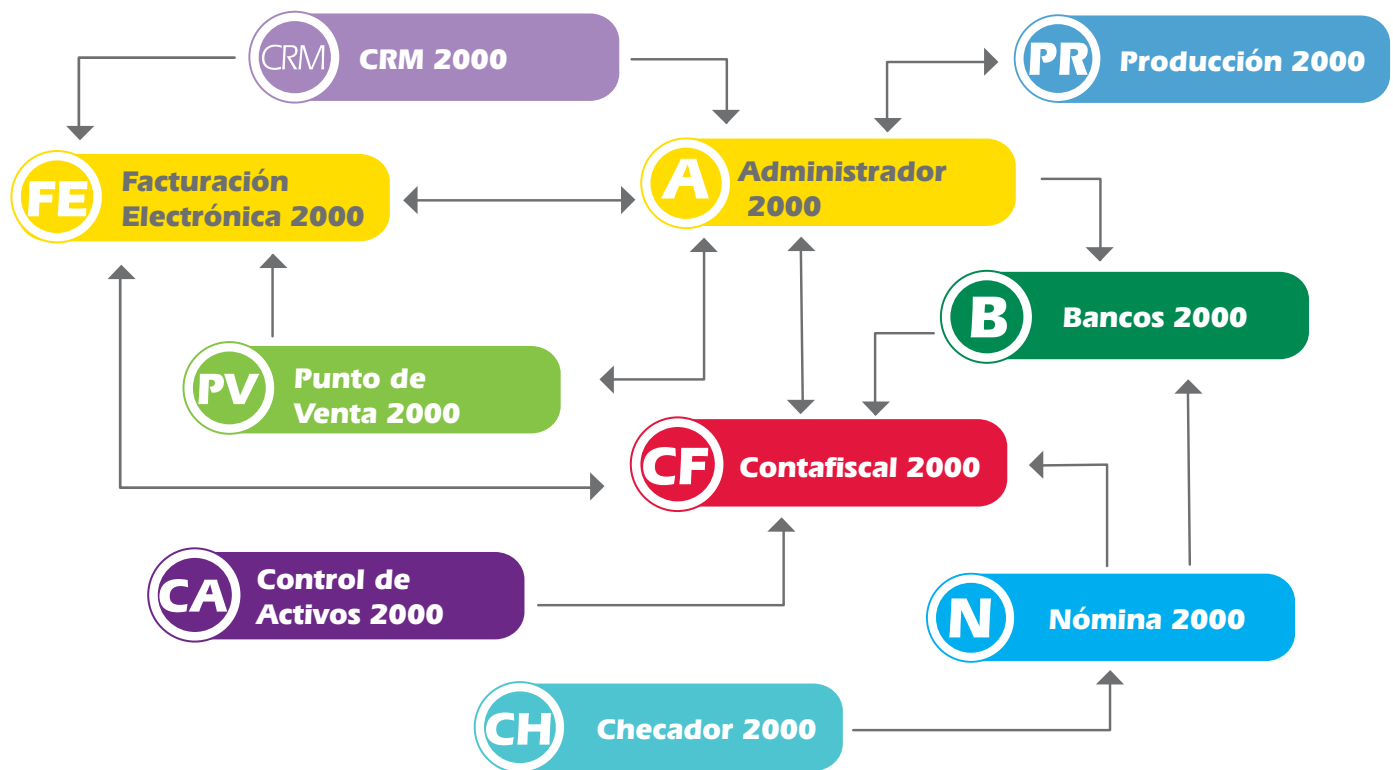 CRM
CRM 2000
PR
Producción 2000
FE
Facturación
Electrónica 2000
A
Administrador
2000
B
Bancos 2000
PV
Punto de
Venta 2000
CF
Contafiscal 2000
CA
Control de
Activos 2000
N
Nómina 2000
CH
Checador 2000